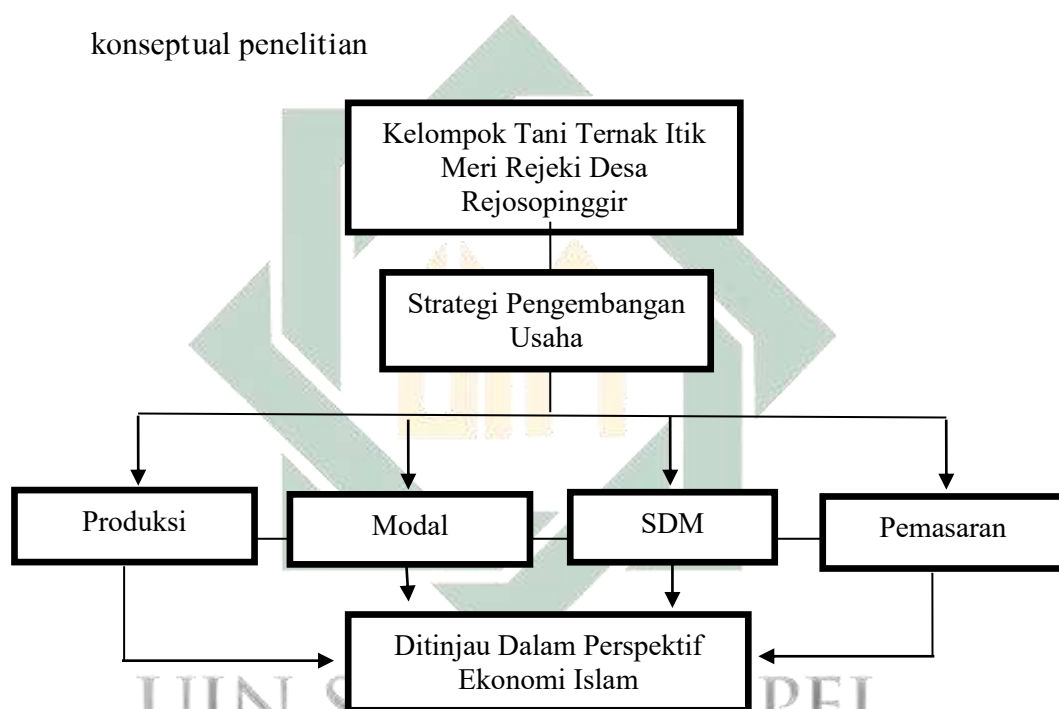 konseptual penelitian
Kelompok Tani Ternak Itik
Meri Rejeki Desa
Rejosopinggir
Strategi Pengembangan
Usaha
Produksi
Modal
SDM
Pemasaran
Ditinjau Dalam Perspektif
Ekonomi Islam
UIN